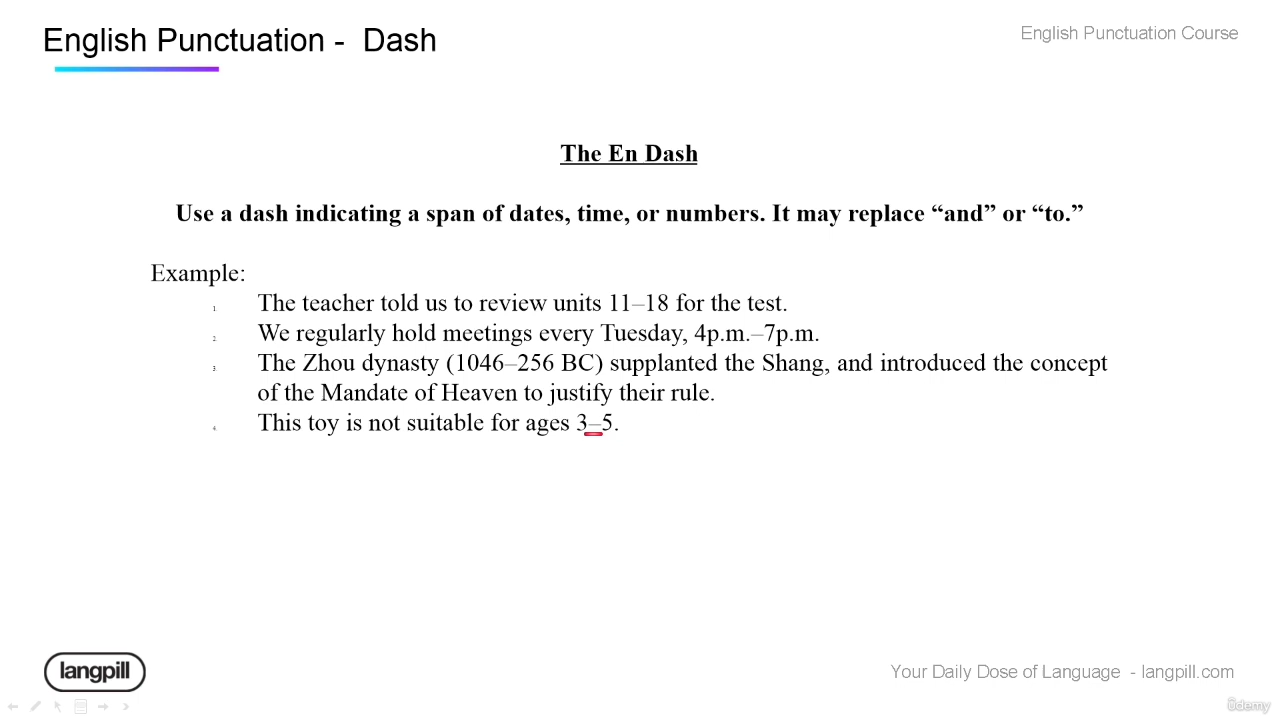 English Punctuation - Dash
English Punctuation Course
The En Dash
Use a dash indicating a span of dates, time, or numbers. It may replace “and” or “to.”
Example:
1. The teacher told us to review units 11–18 for the test.
2. We regularly hold meetings every Tuesday, 4p.m.–7p.m.
3. The Zhou dynasty (1046–256 BC) supplanted the Shang, and introduced the concept
of the Mandate of Heaven to justify their rule.
4. This toy is not suitable for ages 3–5.
langpill
Your Daily Dose of Language - langpill.com
ûdemy